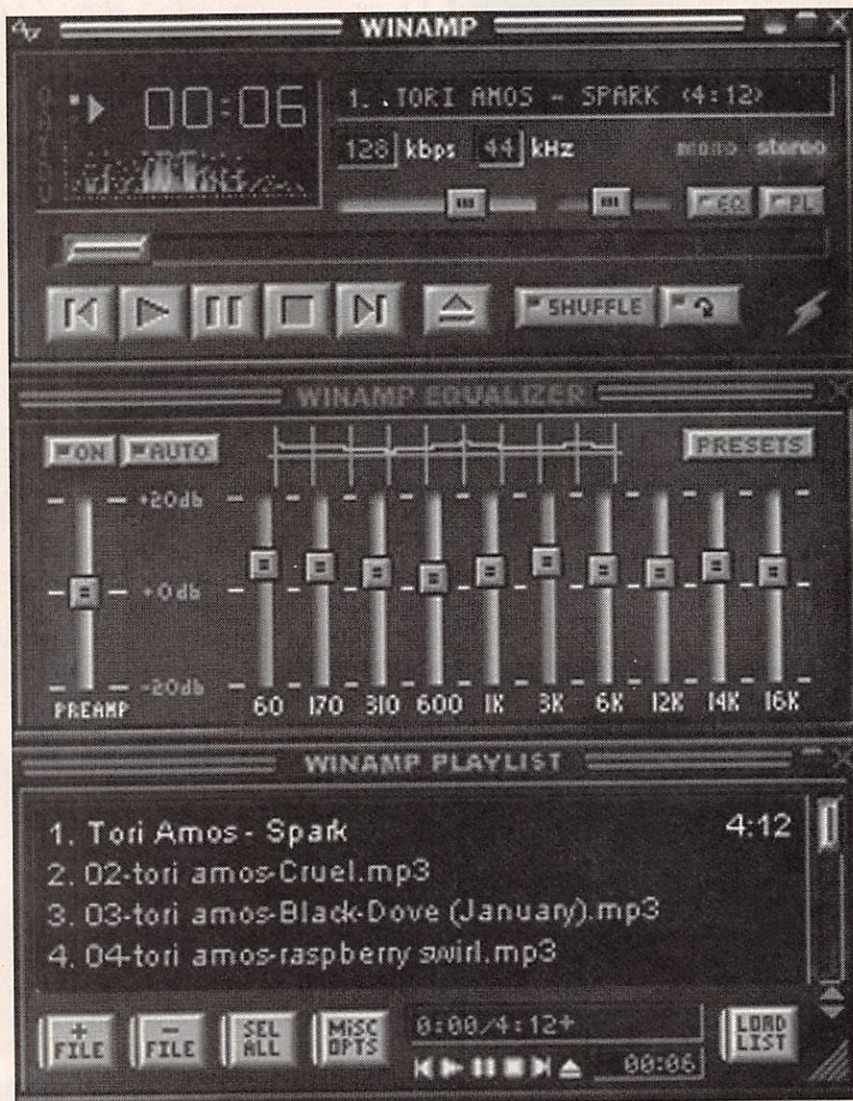 WINAMP
00:06
1. .TORI AMOS - SPARK (4:12)
128 kbps 44 kHz mono stereo
EQ PL
SHUFFLE
WINAMP EQUALIZER
ON AUTO PRESETS
+20db
+0db
-20db
PREAMP 60 170 310 600 1K 3K 6K 12K 14K 16K
WINAMP PLAYLIST
1. Tori Amos - Spark 4:12
2. 02-tori amos-Cruel.mp3
3. 03-tori amos-Black-Dove (January).mp3
4. 04-tori amos-raspberry swirl.mp3
+ FILE - FILE SEL ALL MISC OPTS 0:00/4:12+ LOAD LIST
00:06